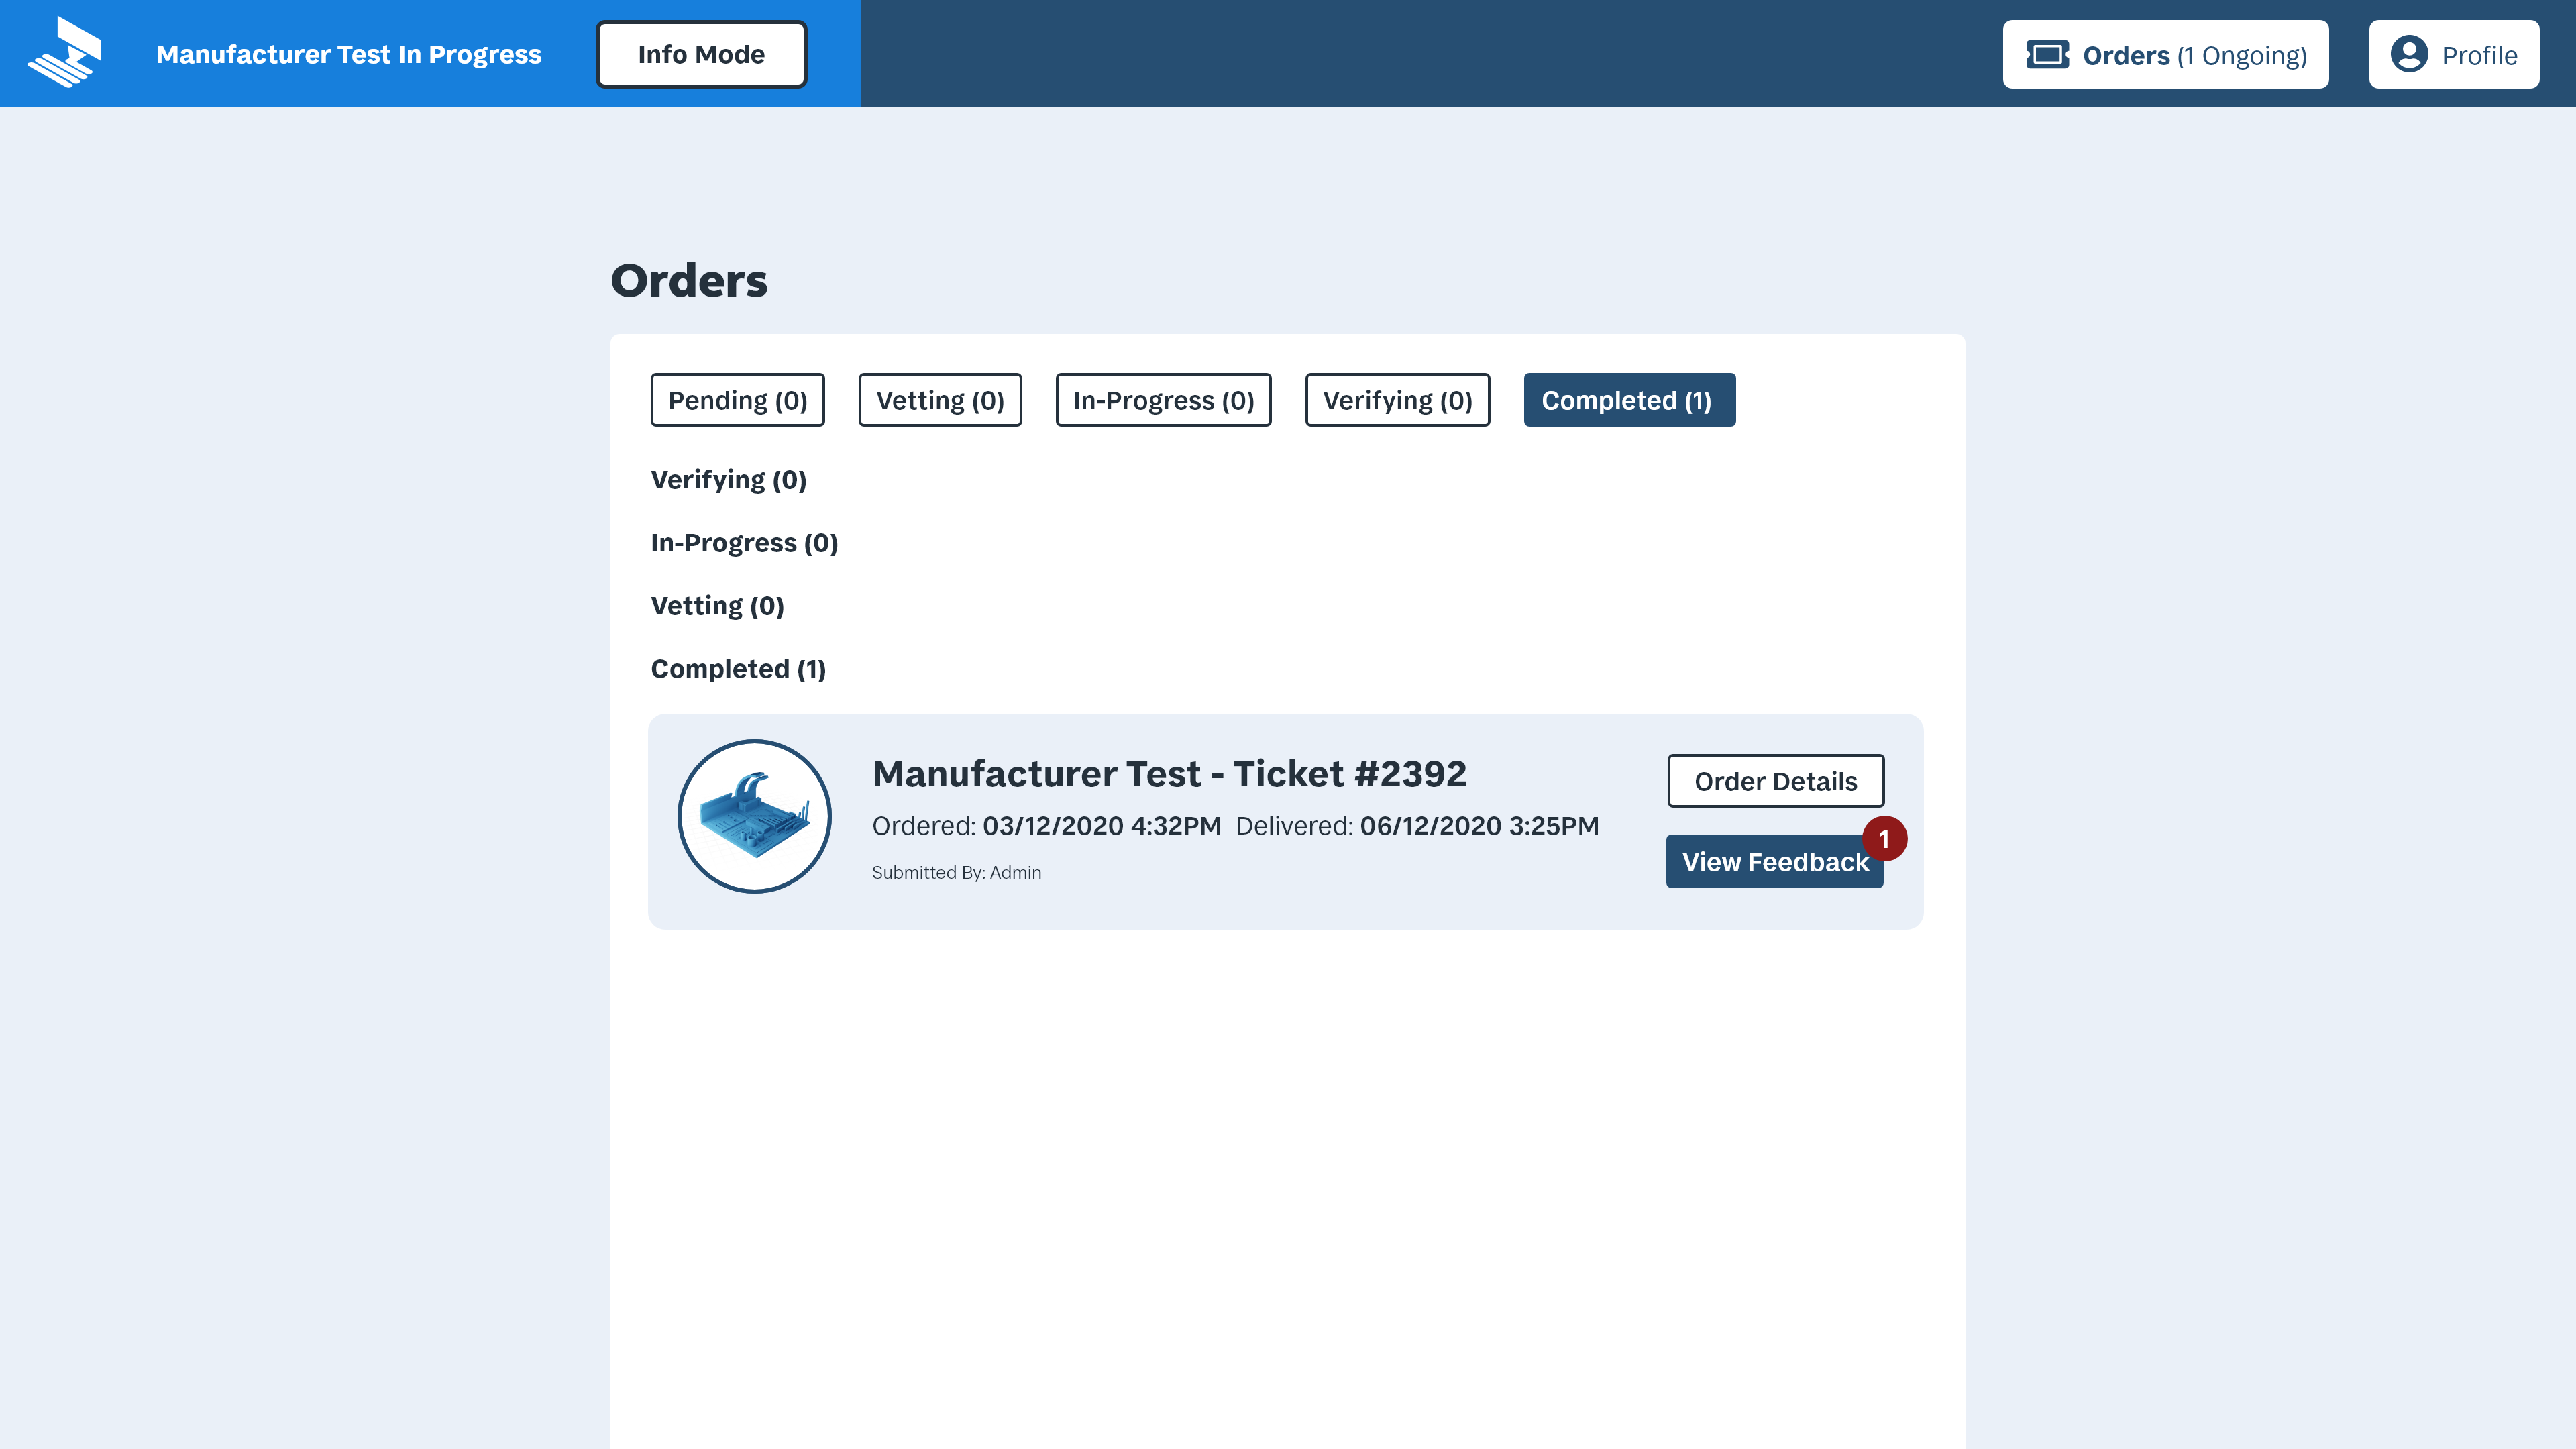 Manufacturer Test In Progress
Info Mode
Orders (1 Ongoing)
Profile
Orders
Pending (0)
Vetting (0)
In-Progress (0)
Verifying (0)
Completed (1)
Verifying (0)
In-Progress (0)
Vetting (0)
Completed (1)
Manufacturer Test - Ticket #2392
Ordered: 03/12/2020 4:32PM Delivered: 06/12/2020 3:25PM
Submitted By: Admin
Order Details
1
View Feedback